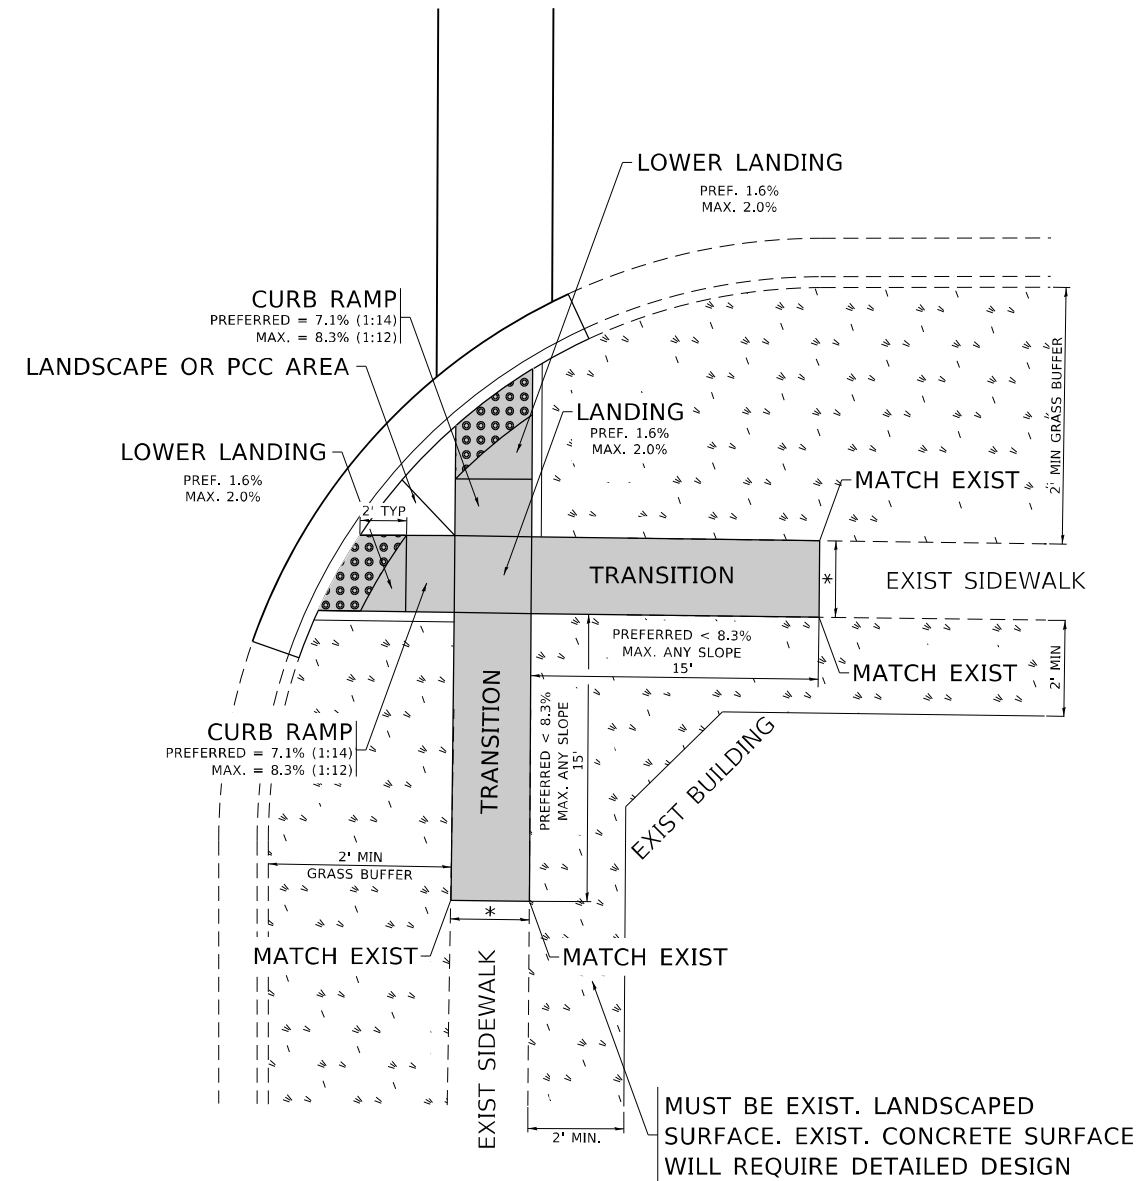 LOWER LANDING
PREF. 1.6%
MAX. 2.0%
CURB RAMP
PREFERRED = 7.1% (1:14)
MAX. = 8.3% (1:12)
LANDSCAPE OR PCC AREA
LANDING
PREF. 1.6%
MAX. 2.0%
LOWER LANDING
PREF. 1.6%
MAX. 2.0%
2' TYP
2' MIN GRASS BUFFER
MATCH EXIST
TRANSITION
*
EXIST SIDEWALK
PREFERRED < 8.3%
MAX. ANY SLOPE
15'
MATCH EXIST
2' MIN
CURB RAMP
PREFERRED = 7.1% (1:14)
MAX. = 8.3% (1:12)
TRANSITION
PREFERRED < 8.3%
MAX. ANY SLOPE
15'
EXIST BUILDING
2' MIN
GRASS BUFFER
*
MATCH EXIST
MATCH EXIST
EXIST SIDEWALK
2' MIN.
MUST BE EXIST. LANDSCAPED
SURFACE. EXIST. CONCRETE SURFACE
WILL REQUIRE DETAILED DESIGN